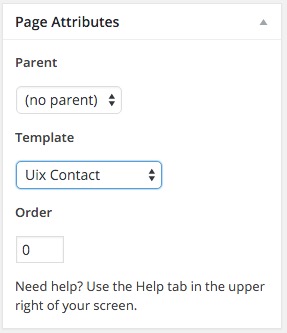 Page Attributes
Parent
(no parent)
Template
Uix Contact
Order
0
Need help? Use the Help tab in the upper
right of your screen.